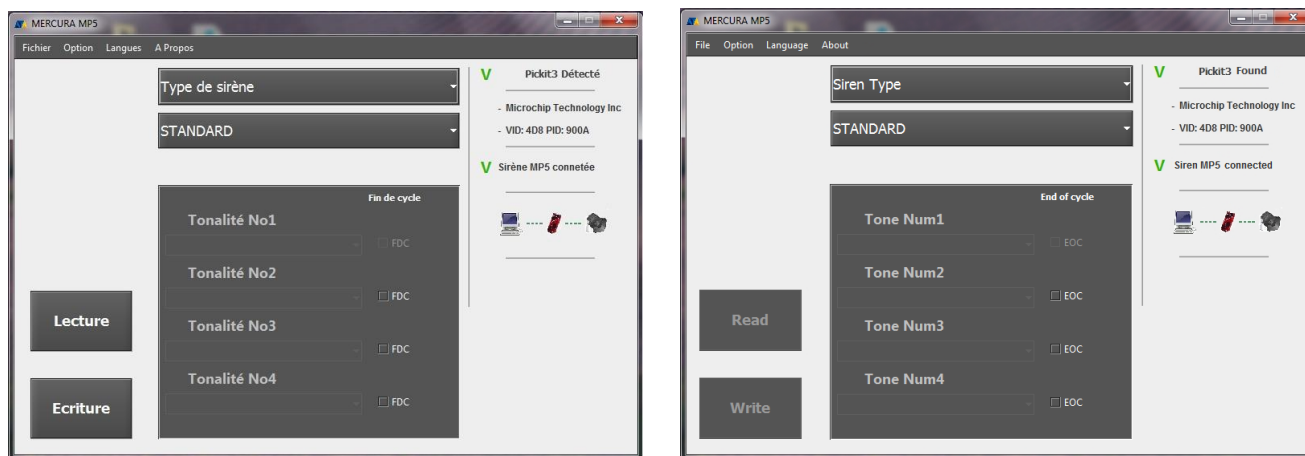 MERCURA MP5
Fichier Option Langues A Propos
Type de sirène
STANDARD
V Pickit3 Détecté
- Microchip Technology Inc
- VID: 4D8 PID: 900A
V Sirène MP5 connetée
Fin de cycle
Tonalité No1
FDC
Tonalité No2
FDC
Tonalité No3
FDC
Tonalité No4
FDC
Lecture
Ecriture
MERCURA MP5
File Option Language About
Siren Type
STANDARD
V Pickit3 Found
- Microchip Technology Inc
- VID: 4D8 PID: 900A
V Siren MP5 connected
End of cycle
Tone Num1
EOC
Tone Num2
EOC
Tone Num3
EOC
Tone Num4
EOC
Read
Write